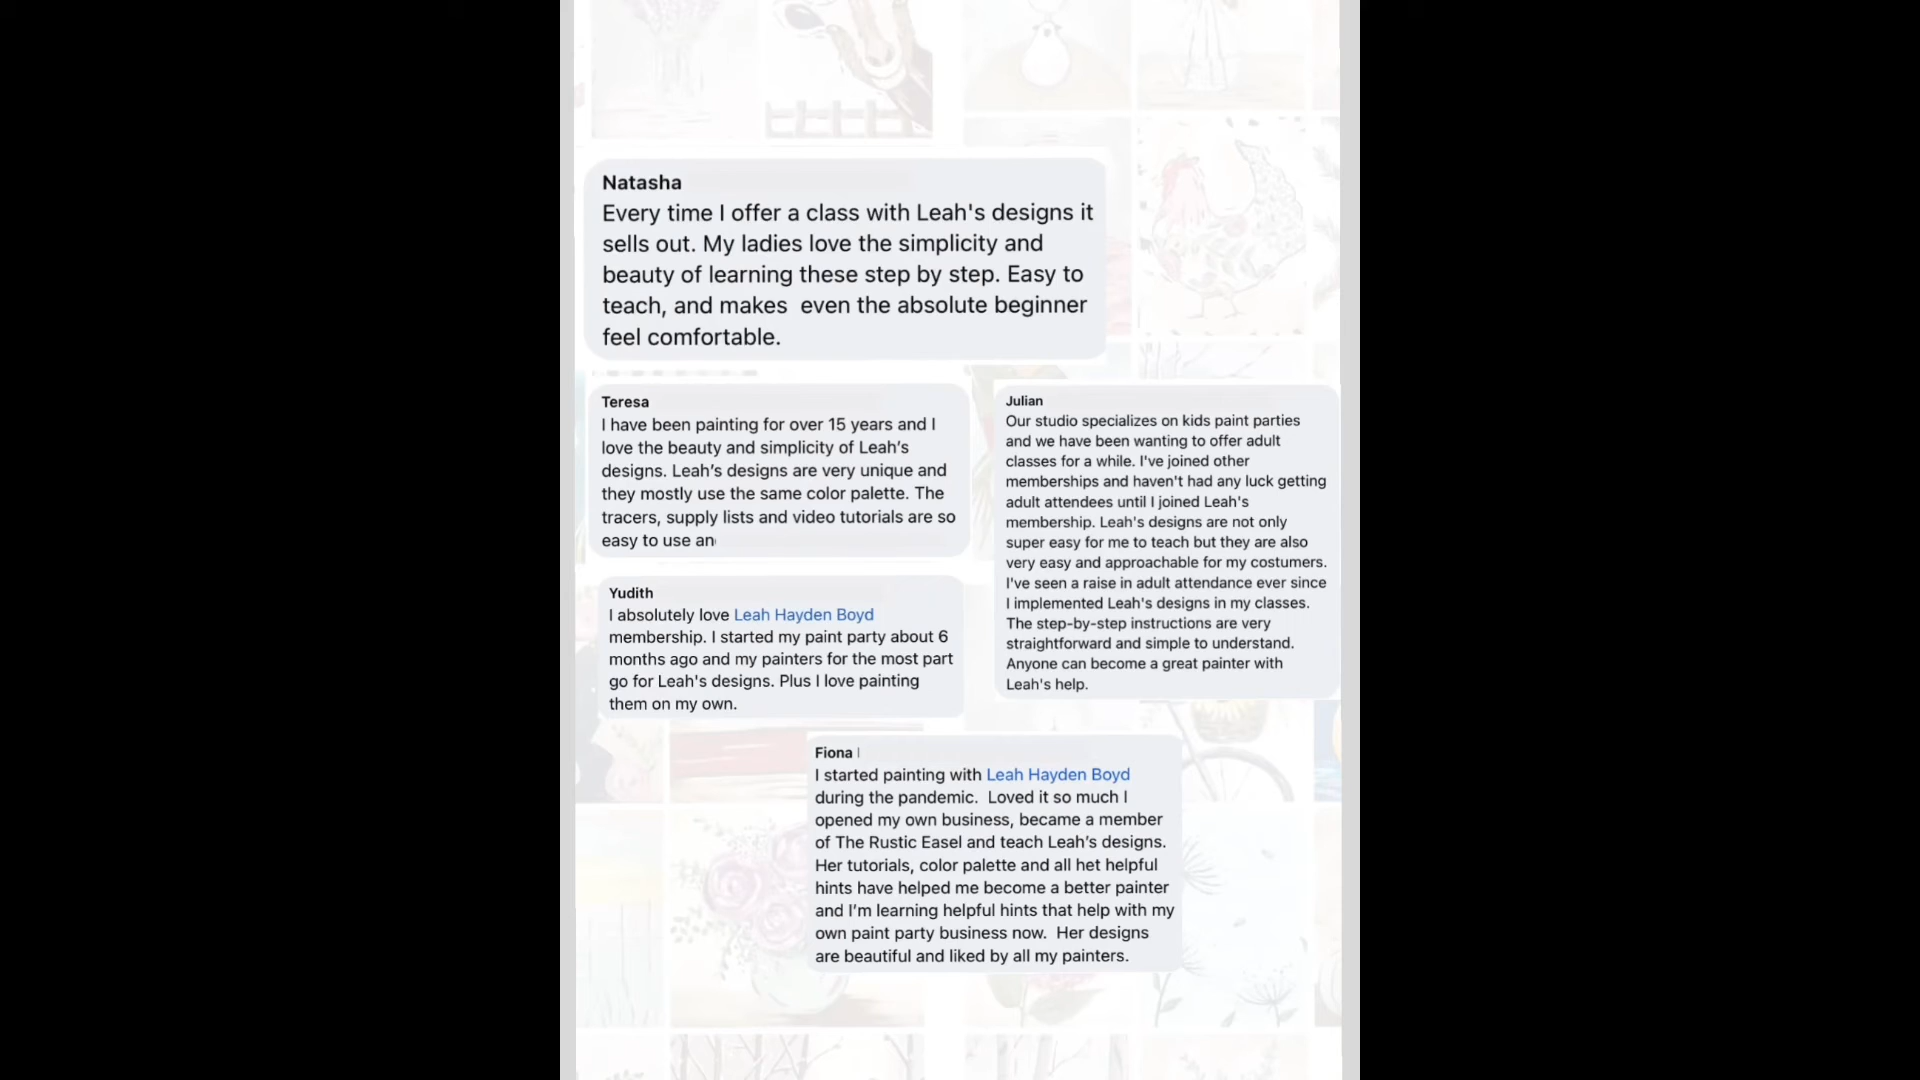 Natasha
Every time I offer a class with Leah's designs it
sells out. My ladies love the simplicity and
beauty of learning these step by step. Easy to
teach, and makes  even the absolute beginner
feel comfortable.
Teresa
I have been painting for over 15 years and I
love the beauty and simplicity of Leah’s
designs. Leah’s designs are very unique and
they mostly use the same color palette. The
tracers, supply lists and video tutorials are so
easy to use an
Yudith
I absolutely love Leah Hayden Boyd
membership. I started my paint party about 6
months ago and my painters for the most part
go for Leah's designs. Plus I love painting
them on my own.
Julian
Our studio specializes on kids paint parties
and we have been wanting to offer adult
classes for a while. I've joined other
memberships and haven't had any luck getting
adult attendees until I joined Leah's
membership. Leah's designs are not only
super easy for me to teach but they are also
very easy and approachable for my costumers.
I've seen a raise in adult attendance ever since
I implemented Leah's designs in my classes.
The step-by-step instructions are very
straightforward and simple to understand.
Anyone can become a great painter with
Leah's help.
Fiona
I started painting with Leah Hayden Boyd
during the pandemic.  Loved it so much I
opened my own business, became a member
of The Rustic Easel and teach Leah’s designs.
Her tutorials, color palette and all het helpful
hints have helped me become a better painter
and I’m learning helpful hints that help with my
own paint party business now.  Her designs
are beautiful and liked by all my painters.